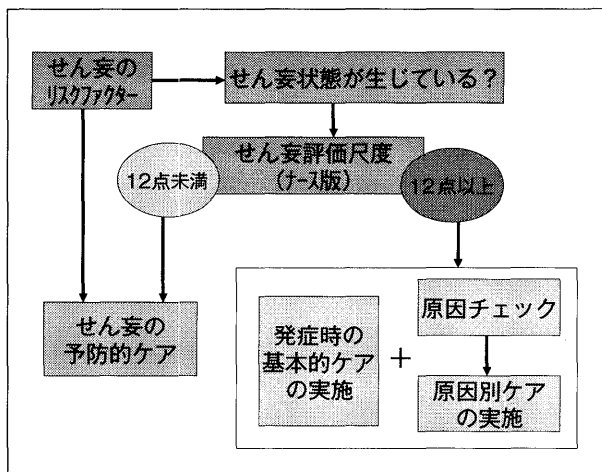 せん妄の
リスクファクター
せん妄状態が生じている？
せん妄評価尺度
（ナース版）
12点未満
12点以上
せん妄の
予防的ケア
発症時の
基本的ケア
の実施
＋
原因チェック
原因別ケア
の実施